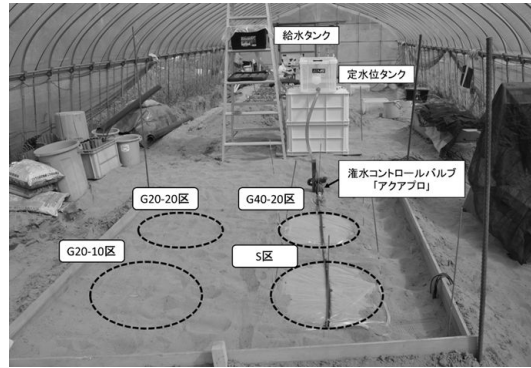 給水タンク
定水位タンク
灌水コントロールバルブ
「アクアプロ」
G20-20区
G40-20区
G20-10区
S区